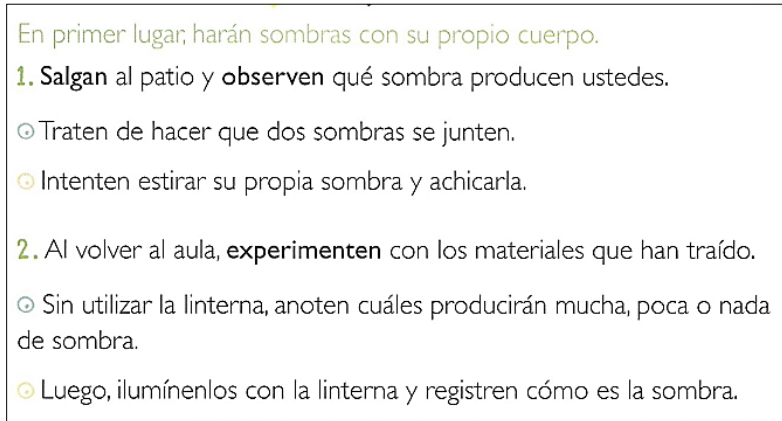 En primer lugar, harán sombras con su propio cuerpo.
1. Salgan al patio y observen qué sombra producen ustedes.
Traten de hacer que dos sombras se junten.
Intenten estirar su propia sombra y achicarla.
2. Al volver al aula, experimenten con los materiales que han traído.
Sin utilizar la linterna, anoten cuáles producirán mucha, poca o nada
de sombra.
Luego, ilumínenlos con la linterna y registren cómo es la sombra.